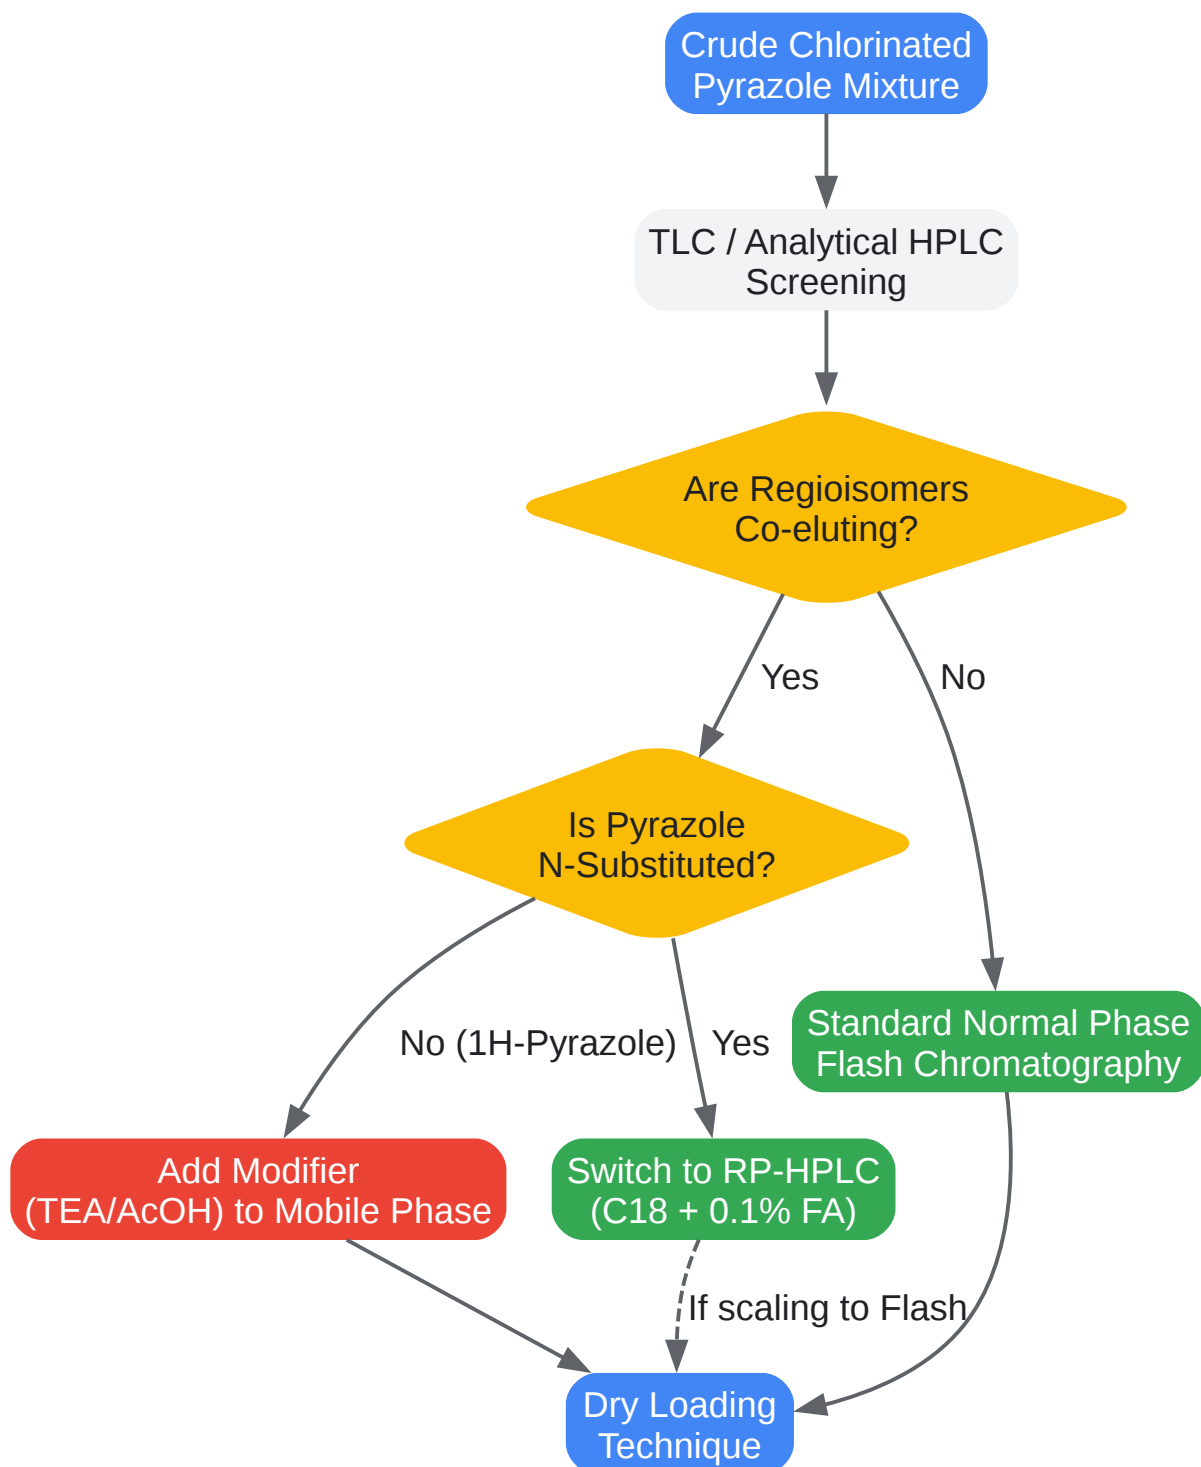 Crude Chlorinated
Pyrazole Mixture
TLC / Analytical HPLC
Screening
Are Regioisomers
Co-eluting?
Yes
No
Is Pyrazole
N-Substituted?
No (1H-Pyrazole)
Yes
Standard Normal Phase
Flash Chromatography
Add Modifier
(TEA/AcOH) to Mobile Phase
Switch to RP-HPLC
(C18 + 0.1% FA)
If scaling to Flash
Dry Loading
Technique